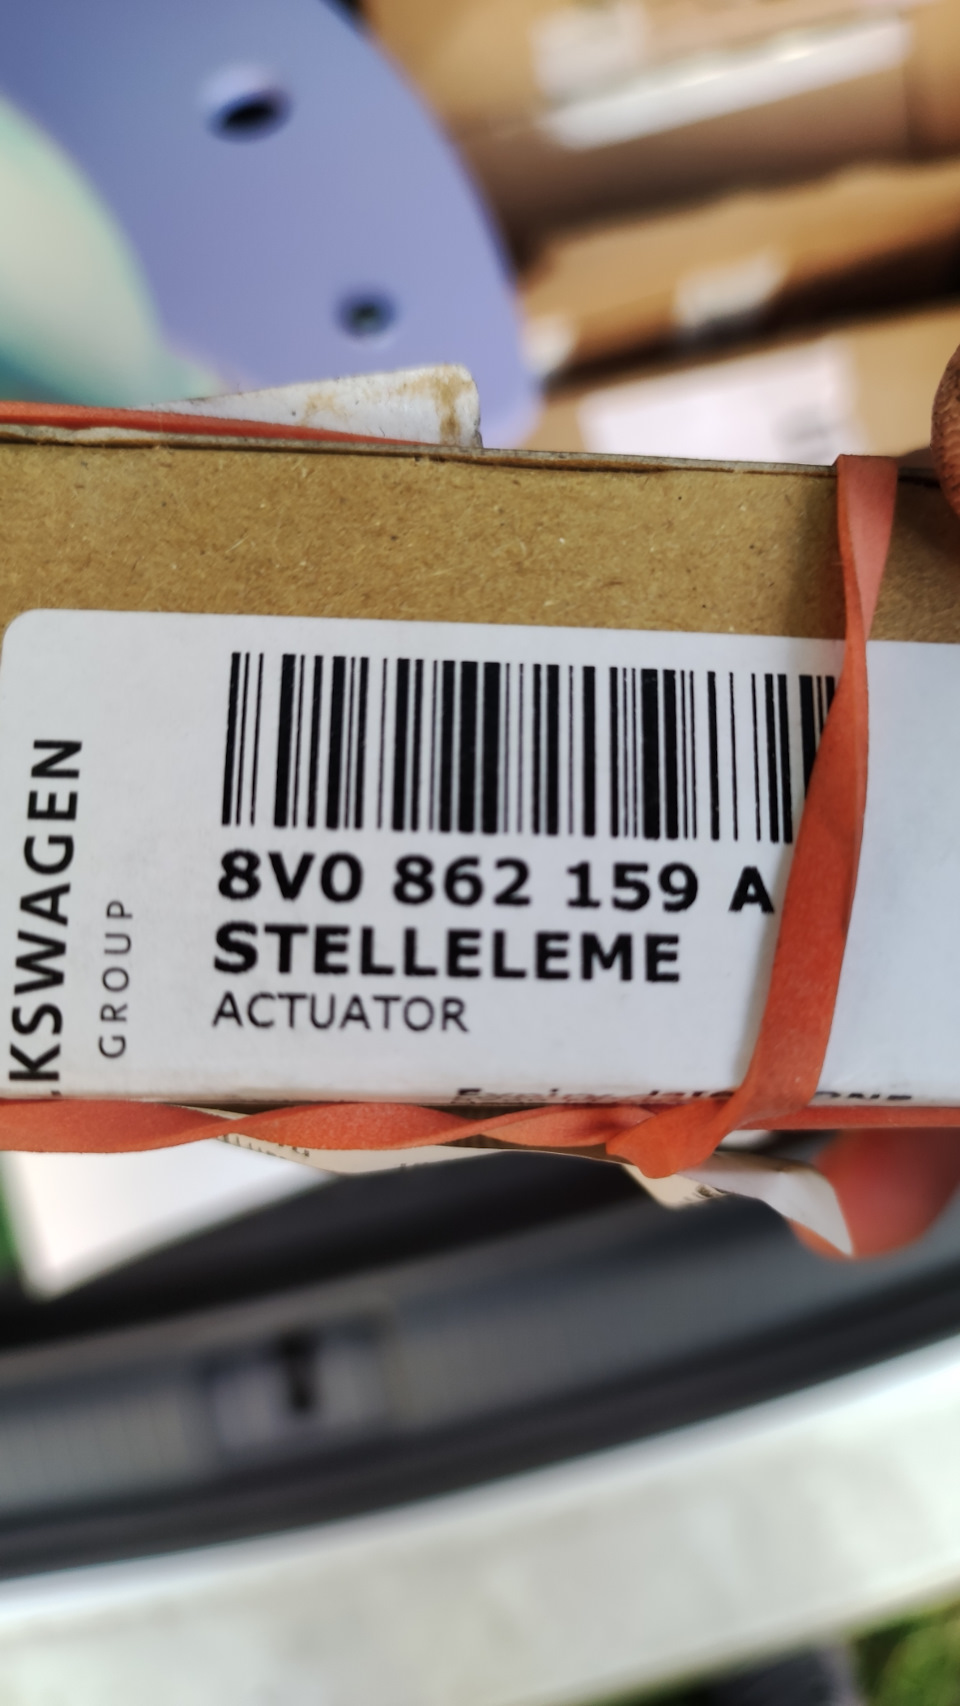 KSWAGEN
GROUP
8V0 862 159 A
STELLELEME
ACTUATOR